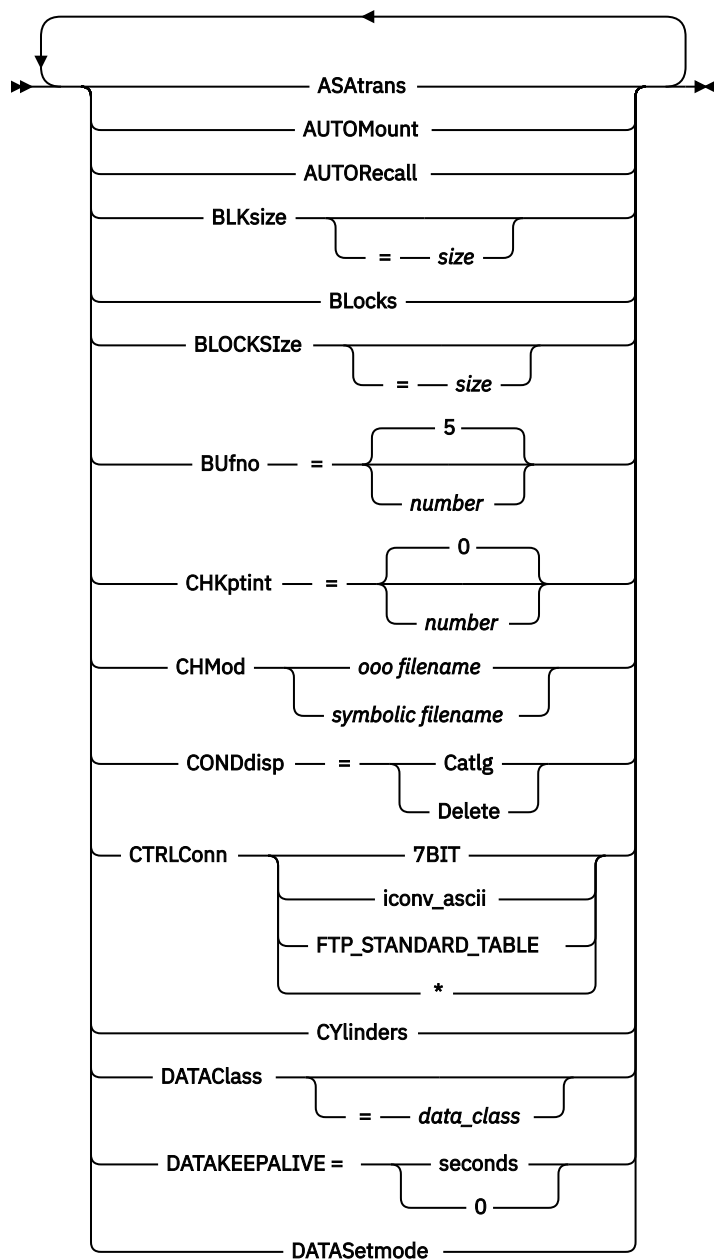 ASAtrans
AUTOMount
AUTORecall
BLKsize
= size
BLocks
BLOCKSIze
= size
5
BUfno =
number
0
CHKptint =
number
CHMod ooo filename
symbolic filename
CONDdisp = Catlg
Delete
CTRLConn 7BIT
iconv_ascii
FTP_STANDARD_TABLE
*
CYlinders
DATAClass
= data_class
DATAKEEPALIVE = seconds
0
DATASetmode